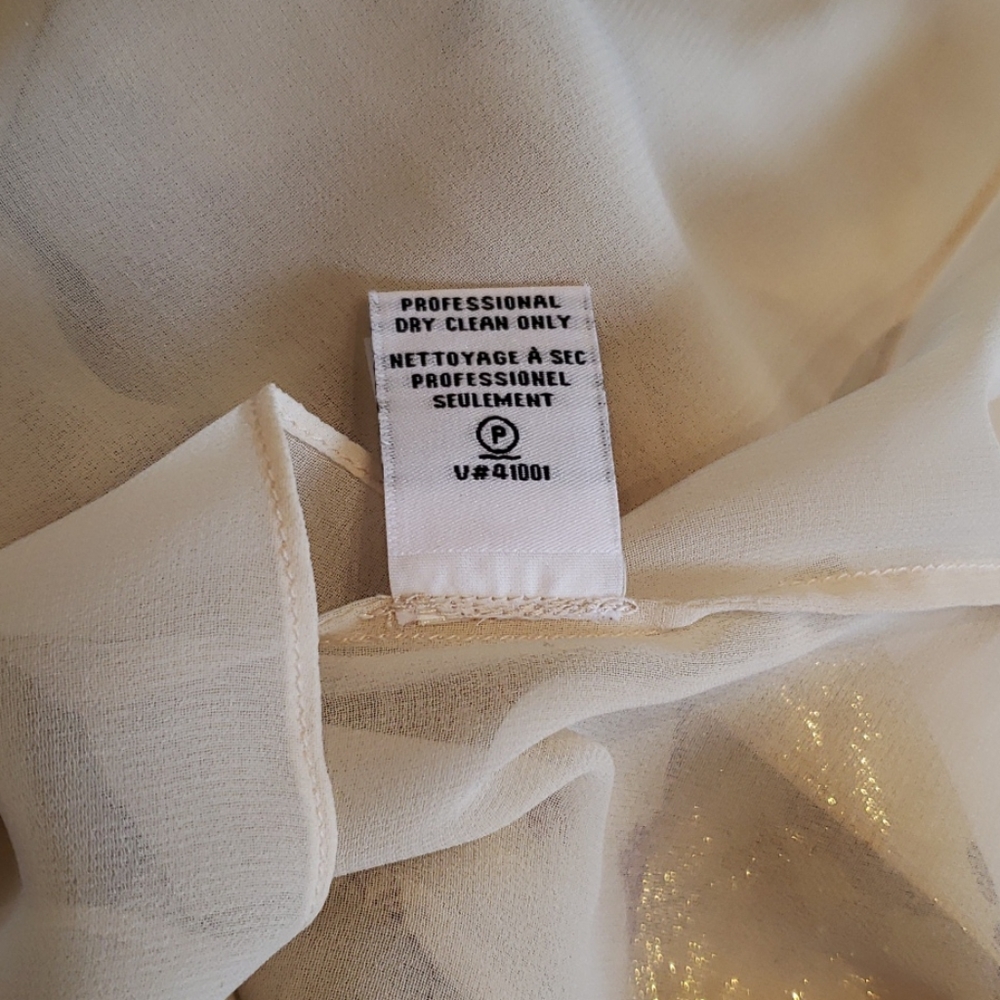 PROFESSIONAL
DRY CLEAN ONLY
NETTOYAGE À SEC
PROFESSIONEL
SEULEMENT
P
V#41001